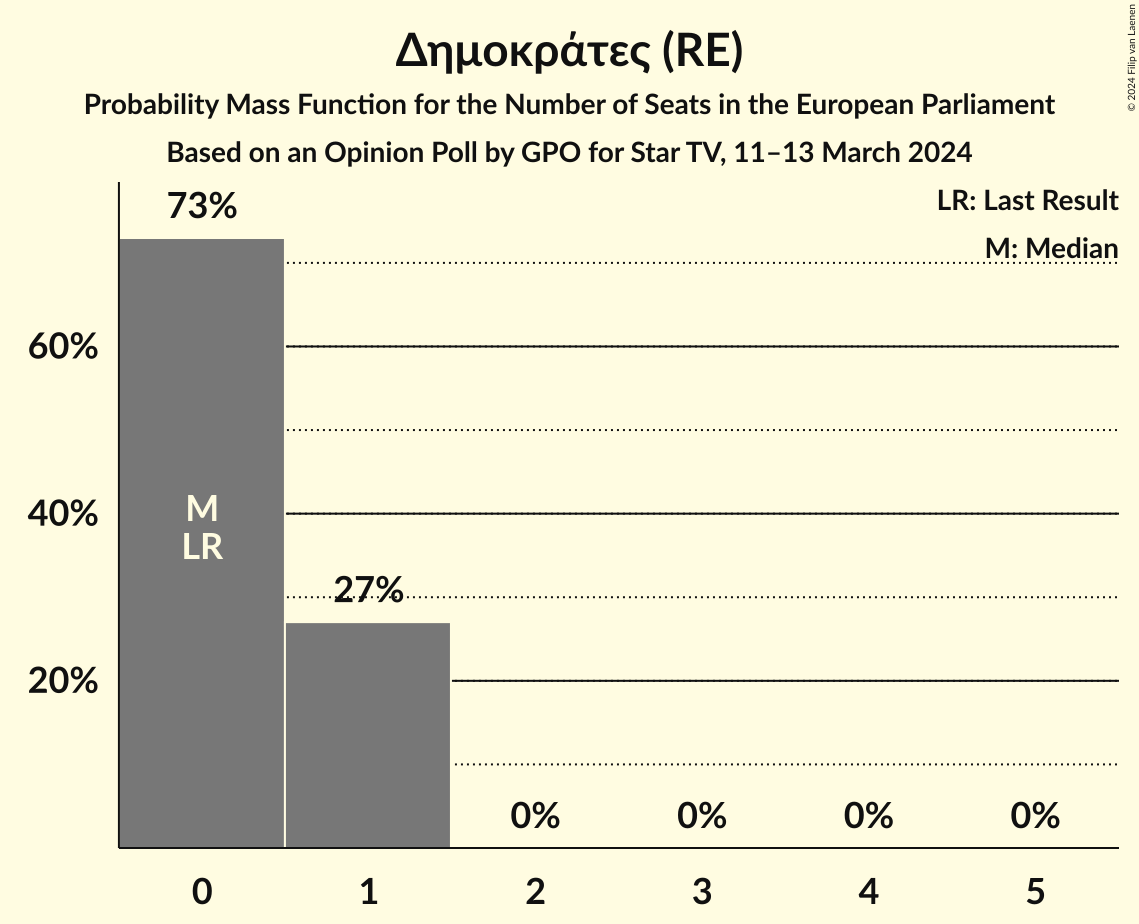 Δημοκράτες (RE)
Probability Mass Function for the Number of Seats in the European Parliament
Based on an Opinion Poll by GPO for Star TV, 11–13 March 2024
© 2024 Filip van Laenen
LR: Last Result
M: Median
73%
60%
40%
20%
M
LR
27%
0%
0%
0%
0%
0
1
2
3
4
5